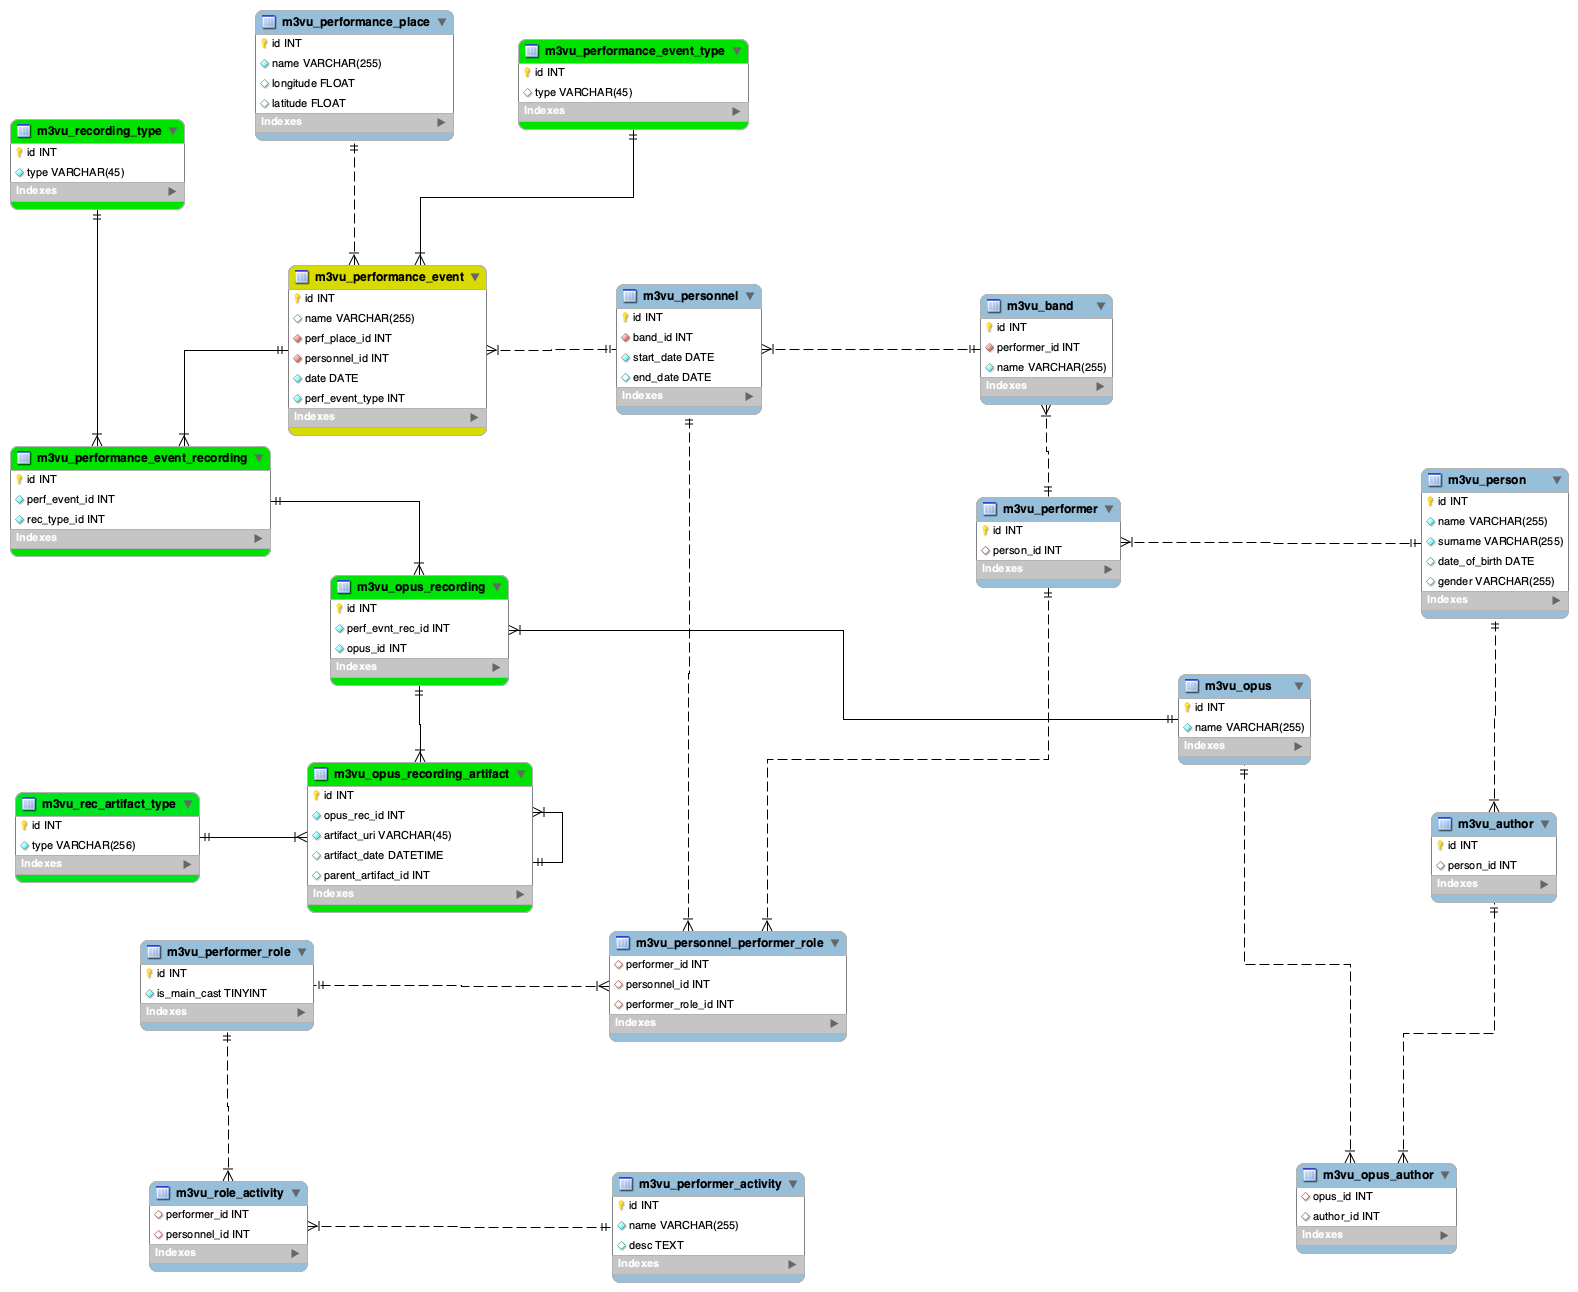 m3vu_performance_place
id INT
name VARCHAR(255)
longitude FLOAT
latitude FLOAT
Indexes
m3vu_performance_event_type
id INT
type VARCHAR(45)
Indexes
m3vu_recording_type
id INT
type VARCHAR(45)
Indexes
m3vu_performance_event
id INT
name VARCHAR(255)
perf_place_id INT
personnel_id INT
date DATE
perf_event_type INT
Indexes
m3vu_personnel
id INT
band_id INT
start_date DATE
end_date DATE
Indexes
m3vu_band
id INT
performer_id INT
name VARCHAR(255)
Indexes
m3vu_performance_event_recording
id INT
perf_event_id INT
rec_type_id INT
Indexes
m3vu_performer
id INT
person_id INT
Indexes
m3vu_person
id INT
name VARCHAR(255)
surname VARCHAR(255)
date_of_birth DATE
gender VARCHAR(255)
Indexes
m3vu_opus_recording
id INT
perf_evnt_rec_id INT
opus_id INT
Indexes
m3vu_opus
id INT
name VARCHAR(255)
Indexes
m3vu_opus_recording_artifact
id INT
opus_rec_id INT
artifact_uri VARCHAR(45)
artifact_date DATETIME
parent_artifact_id INT
Indexes
m3vu_rec_artifact_type
id INT
type VARCHAR(256)
Indexes
m3vu_author
id INT
person_id INT
Indexes
m3vu_performer_role
id INT
is_main_cast TINYINT
Indexes
m3vu_personnel_performer_role
performer_id INT
personnel_id INT
performer_role_id INT
Indexes
m3vu_role_activity
performer_id INT
personnel_id INT
Indexes
m3vu_performer_activity
id INT
name VARCHAR(255)
desc TEXT
Indexes
m3vu_opus_author
opus_id INT
author_id INT
Indexes